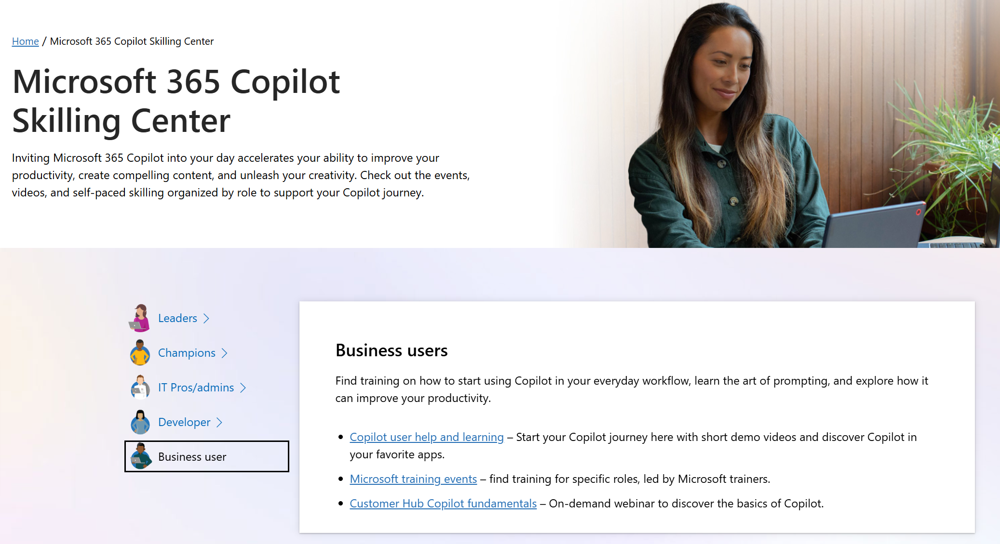 Home / Microsoft 365 Copilot Skilling Center
Microsoft 365 Copilot
Skilling Center
Inviting Microsoft 365 Copilot into your day accelerates your ability to improve your
productivity, create compelling content, and unleash your creativity. Check out the events,
videos, and self-paced skilling organized by role to support your Copilot journey.
Leaders
Champions
IT Pros/admins
Developer
Business user
Business users
Find training on how to start using Copilot in your everyday workflow, learn the art of prompting, and explore how it
can improve your productivity.
• Copilot user help and learning – Start your Copilot journey here with short demo videos and discover Copilot in
your favorite apps.
• Microsoft training events – find training for specific roles, led by Microsoft trainers.
• Customer Hub Copilot fundamentals – On-demand webinar to discover the basics of Copilot.